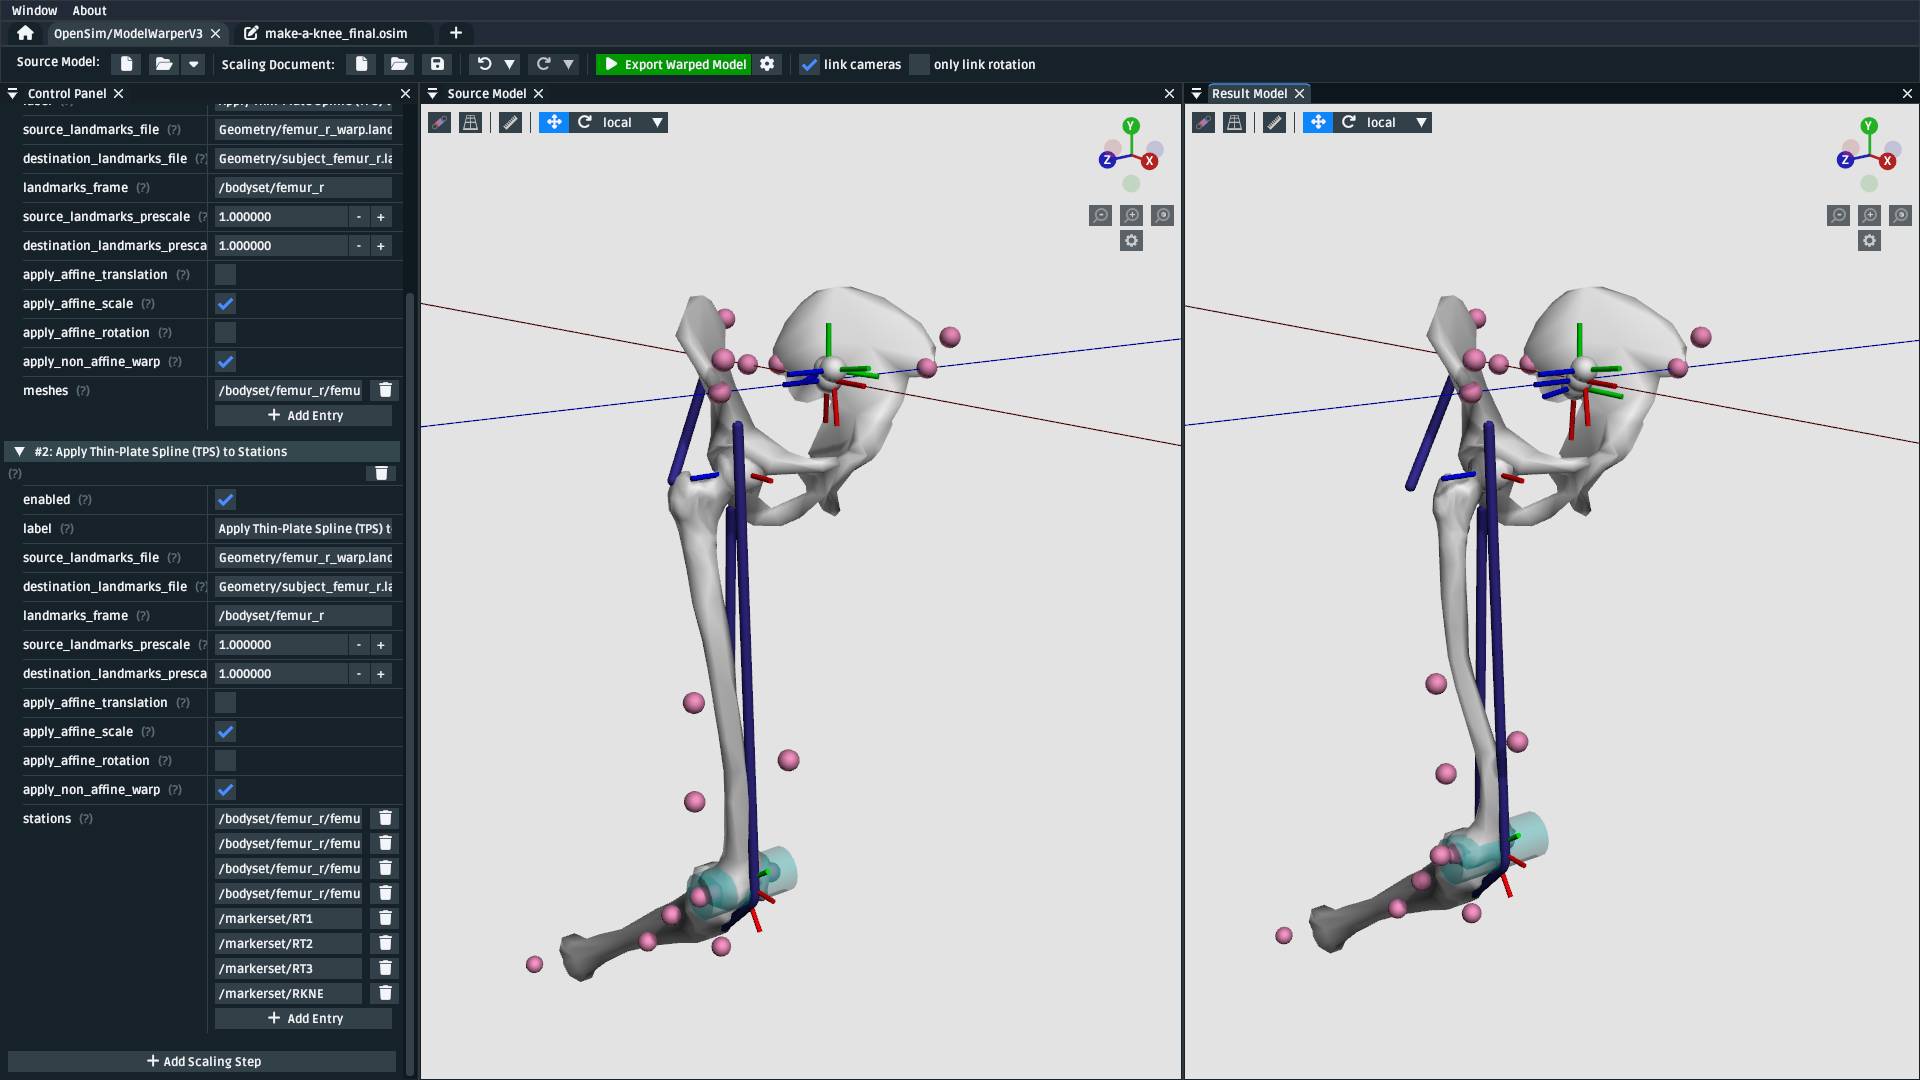 Window About
OpenSim/ModelWarperV3 make-a-knee_final.osim
Source Model: Scaling Document: Export Warped Model link cameras only link rotation
Control Panel
source_landmarks_file (?) Geometry/femur_r_warp.land
destination_landmarks_file (?) Geometry/subject_femur_r.la
landmarks_frame (?) /bodyset/femur_r
source_landmarks_prescale (? 1.000000 - +
destination_landmarks_presca 1.000000 - +
apply_affine_translation (?)
apply_affine_scale (?)
apply_affine_rotation (?)
apply_non_affine_warp (?)
meshes (?) /bodyset/femur_r/femu
+ Add Entry
#2: Apply Thin-Plate Spline (TPS) to Stations
(?)
enabled (?)
label (?) Apply Thin-Plate Spline (TPS) t
source_landmarks_file (?) Geometry/femur_r_warp.land
destination_landmarks_file (?) Geometry/subject_femur_r.la
landmarks_frame (?) /bodyset/femur_r
source_landmarks_prescale (? 1.000000 - +
destination_landmarks_presca 1.000000 - +
apply_affine_translation (?)
apply_affine_scale (?)
apply_affine_rotation (?)
apply_non_affine_warp (?)
stations (?) /bodyset/femur_r/femu
/bodyset/femur_r/femu
/bodyset/femur_r/femu
/bodyset/femur_r/femu
/markerset/RT1
/markerset/RT2
/markerset/RT3
/markerset/RKNE
+ Add Entry
+ Add Scaling Step
Source Model
local
Y
Z X
Result Model
local
Y
Z X